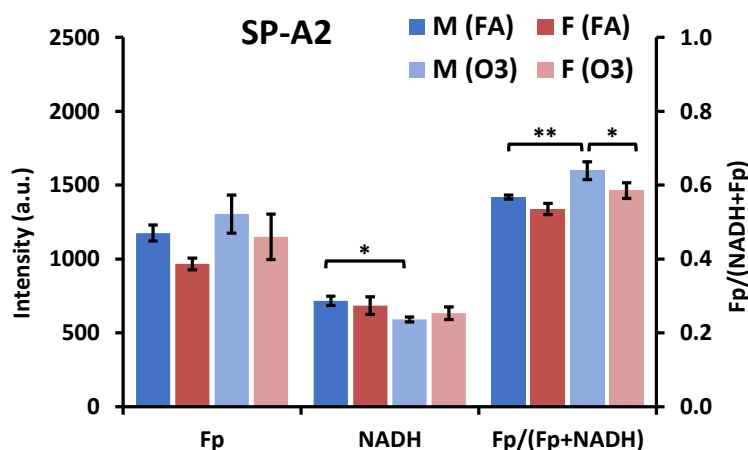 SP-A2
M (FA) F (FA)
M (O3) F (O3)
Intensity (a.u.)
2500
2000
1500
1000
500
0
Fp/(NADH+Fp)
1.0
0.8
0.6
0.4
0.2
0.0
*
**
*
Fp NADH Fp/(Fp+NADH)